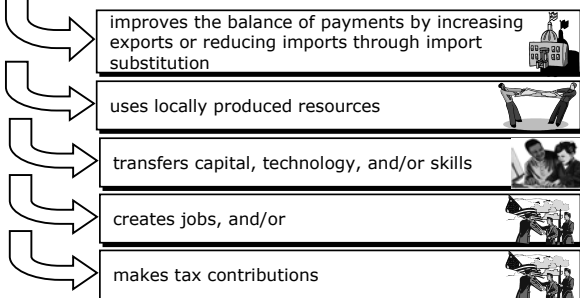 improves the balance of payments by increasing
exports or reducing imports through import
substitution
uses locally produced resources
transfers capital, technology, and/or skills
creates jobs, and/or
makes tax contributions